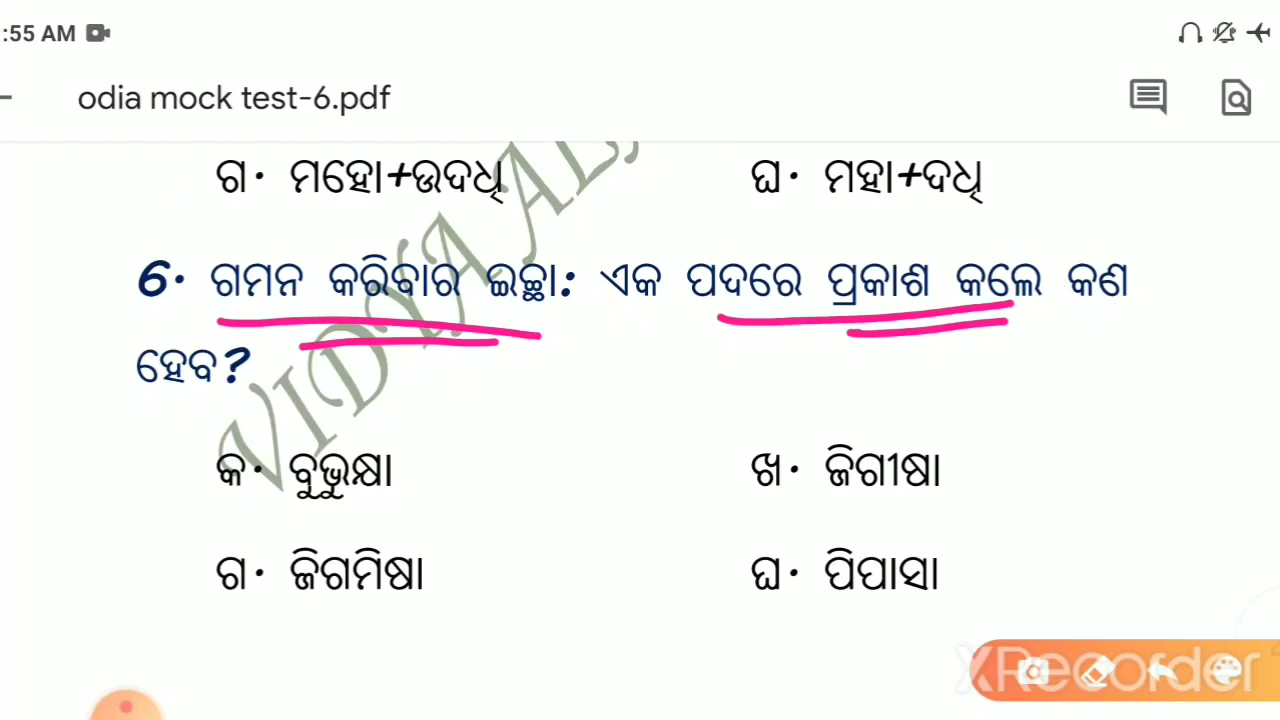 :55 AM
odia mock test-6.pdf
ଗ· ମହୋ+ଉଦଧି ଘ· ମହା+ଦଧି
6· ଗମନ କରିବାର ଇଚ୍ଛା: ଏକ ପଦରେ ପ୍ରକାଶ କଲେ କଣ
ହେବ?
କ· ବୁଭୁକ୍ଷା ଖ· ଜିଗୀଷା
ଗ· ଜିଗମିଷା ଘ· ପିପାସା
XRecorder